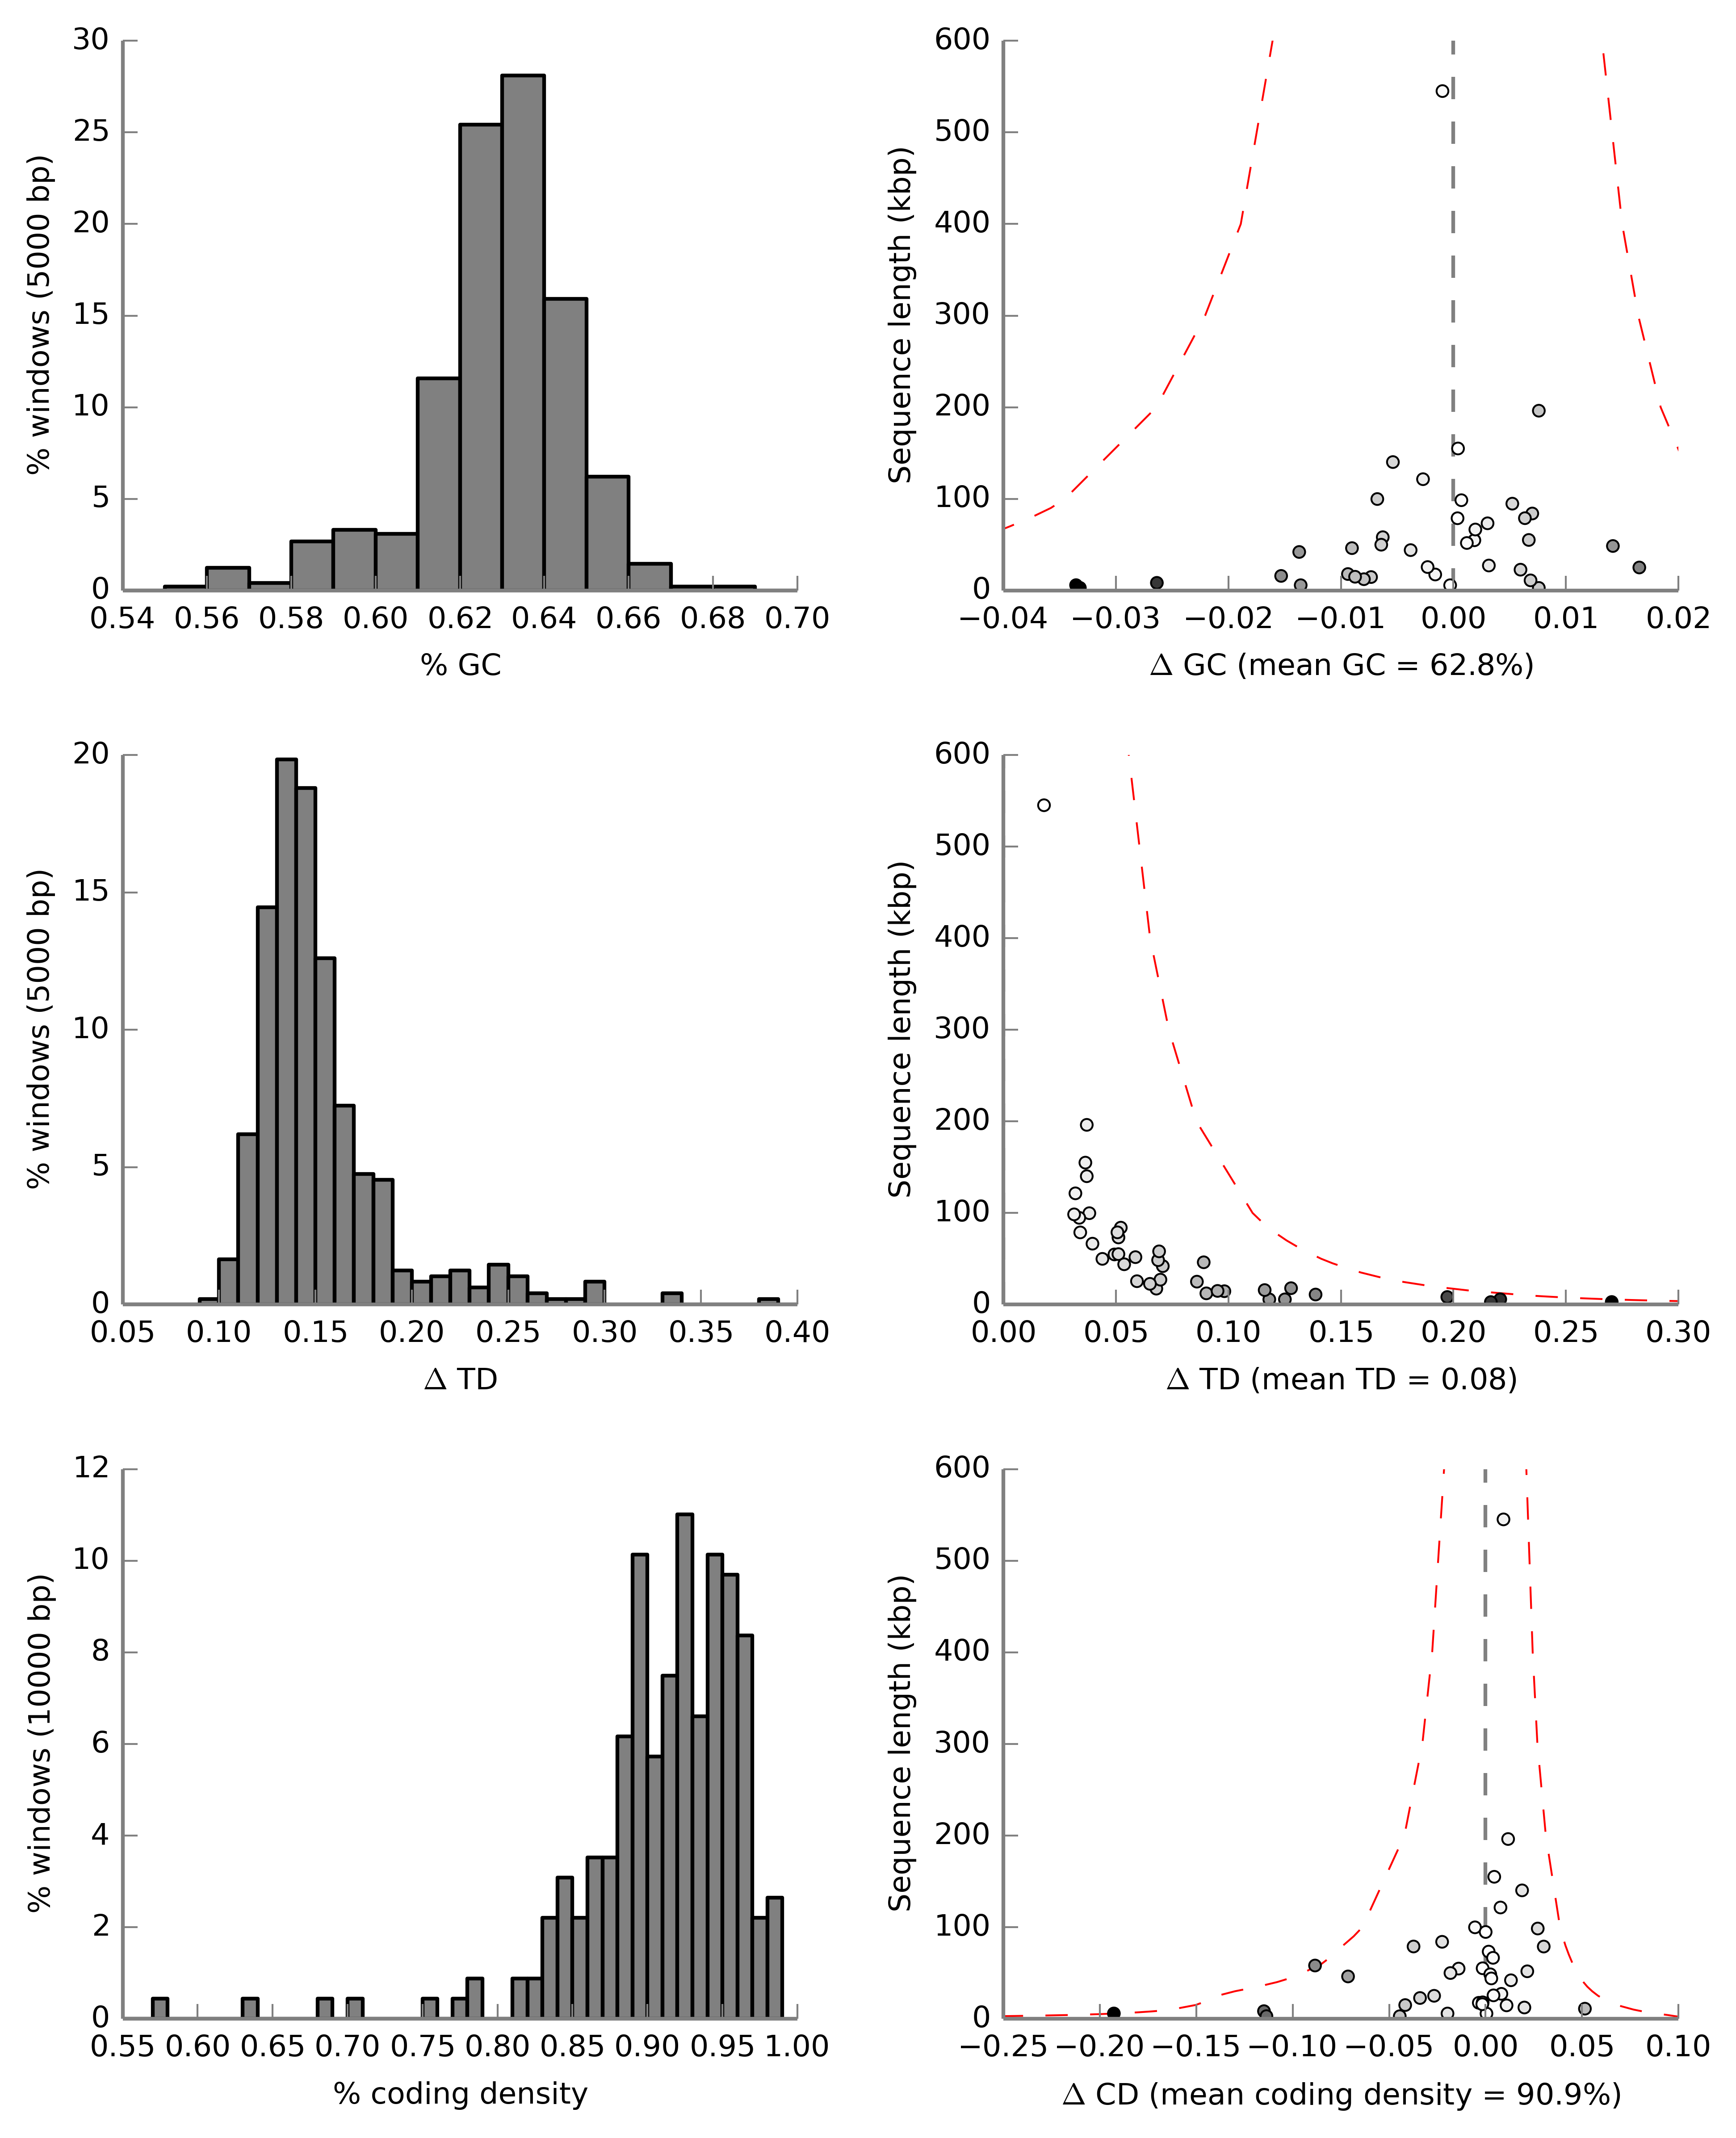 30
25
20
15
10
5
0
% windows (5000 bp)
0.54 0.56 0.58 0.60 0.62 0.64 0.66 0.68 0.70
% GC
600
500
400
300
200
100
0
Sequence length (kbp)
−0.04 −0.03 −0.02 −0.01 0.00 0.01 0.02
Δ GC (mean GC = 62.8%)
20
15
10
5
0
% windows (5000 bp)
0.05 0.10 0.15 0.20 0.25 0.30 0.35 0.40
Δ TD
600
500
400
300
200
100
0
Sequence length (kbp)
0.00 0.05 0.10 0.15 0.20 0.25 0.30
Δ TD (mean TD = 0.08)
12
10
8
6
4
2
0
% windows (10000 bp)
0.55 0.60 0.65 0.70 0.75 0.80 0.85 0.90 0.95 1.00
% coding density
600
500
400
300
200
100
0
Sequence length (kbp)
−0.25 −0.20 −0.15 −0.10 −0.05 0.00 0.05 0.10
Δ CD (mean coding density = 90.9%)